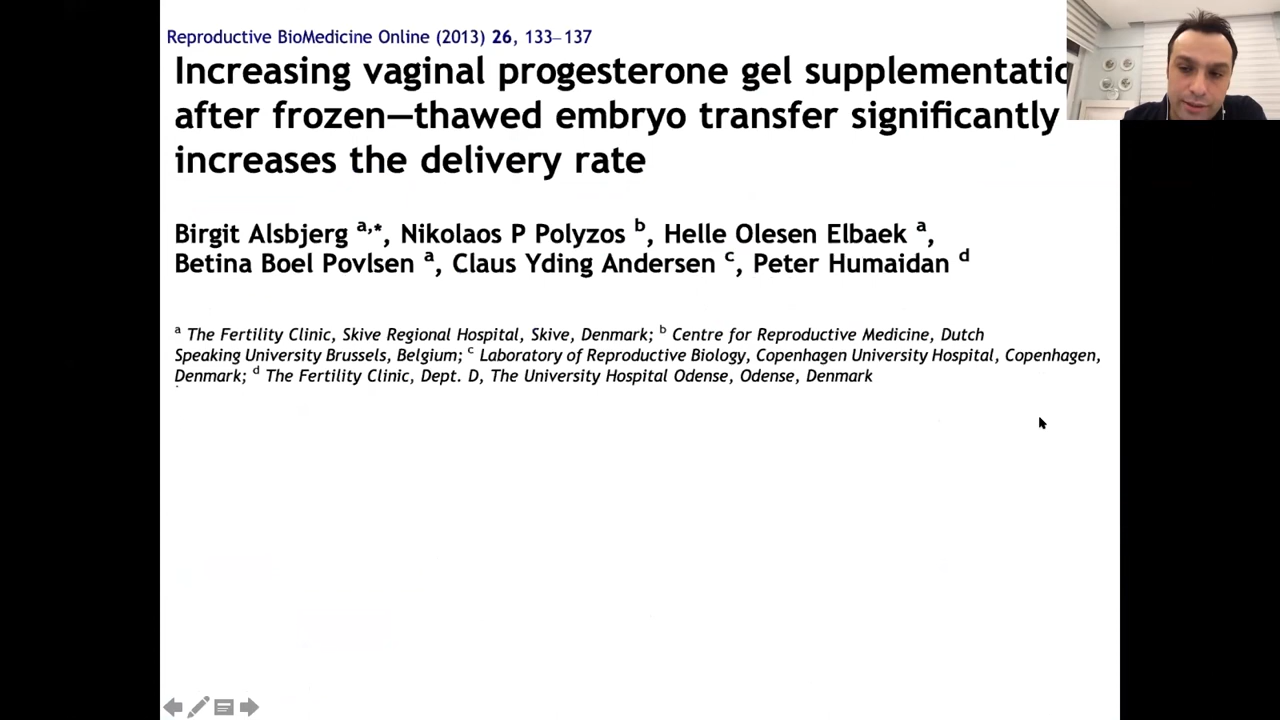 Reproductive BioMedicine Online (2013) 26, 133–137
Increasing vaginal progesterone gel
after frozen—thawed embryo transfer significantly
increases the delivery rate
Birgit Alsbjerg a,*, Nikolaos P Polyzos b, Helle Olesen Elbaek a,
Betina Boel Povlsen a, Claus Yding Andersen c, Peter Humaidan d
a The Fertility Clinic, Skive Regional Hospital, Skive, Denmark; b Centre for Reproductive Medicine, Dutch
Speaking University Brussels, Belgium; c Laboratory of Reproductive Biology, Copenhagen University Hospital, Copenhagen,
Denmark; d The Fertility Clinic, Dept. D, The University Hospital Odense, Odense, Denmark